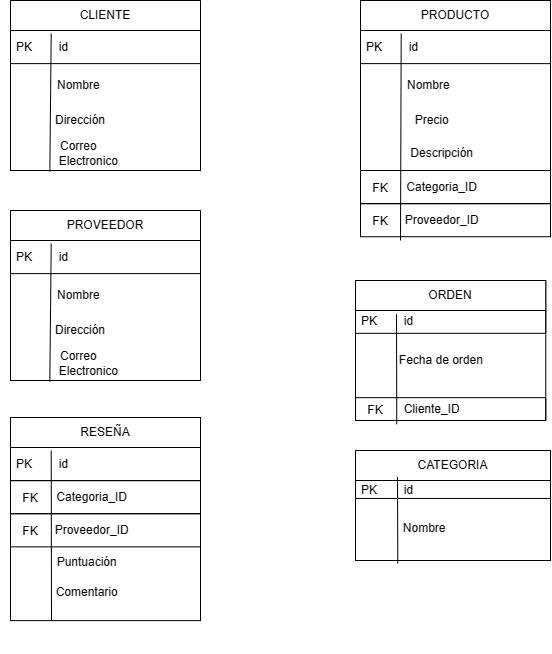 CLIENTE
PK id
Nombre
Dirección
Correo
Electronico
PROVEEDOR
PK id
Nombre
Dirección
Correo
Electronico
RESEÑA
PK id
FK Categoria_ID
FK Proveedor_ID
Puntuación
Comentario
PRODUCTO
PK id
Nombre
Precio
Descripción
FK Categoria_ID
FK Proveedor_ID
ORDEN
PK id
Fecha de orden
FK Cliente_ID
CATEGORIA
PK id
Nombre